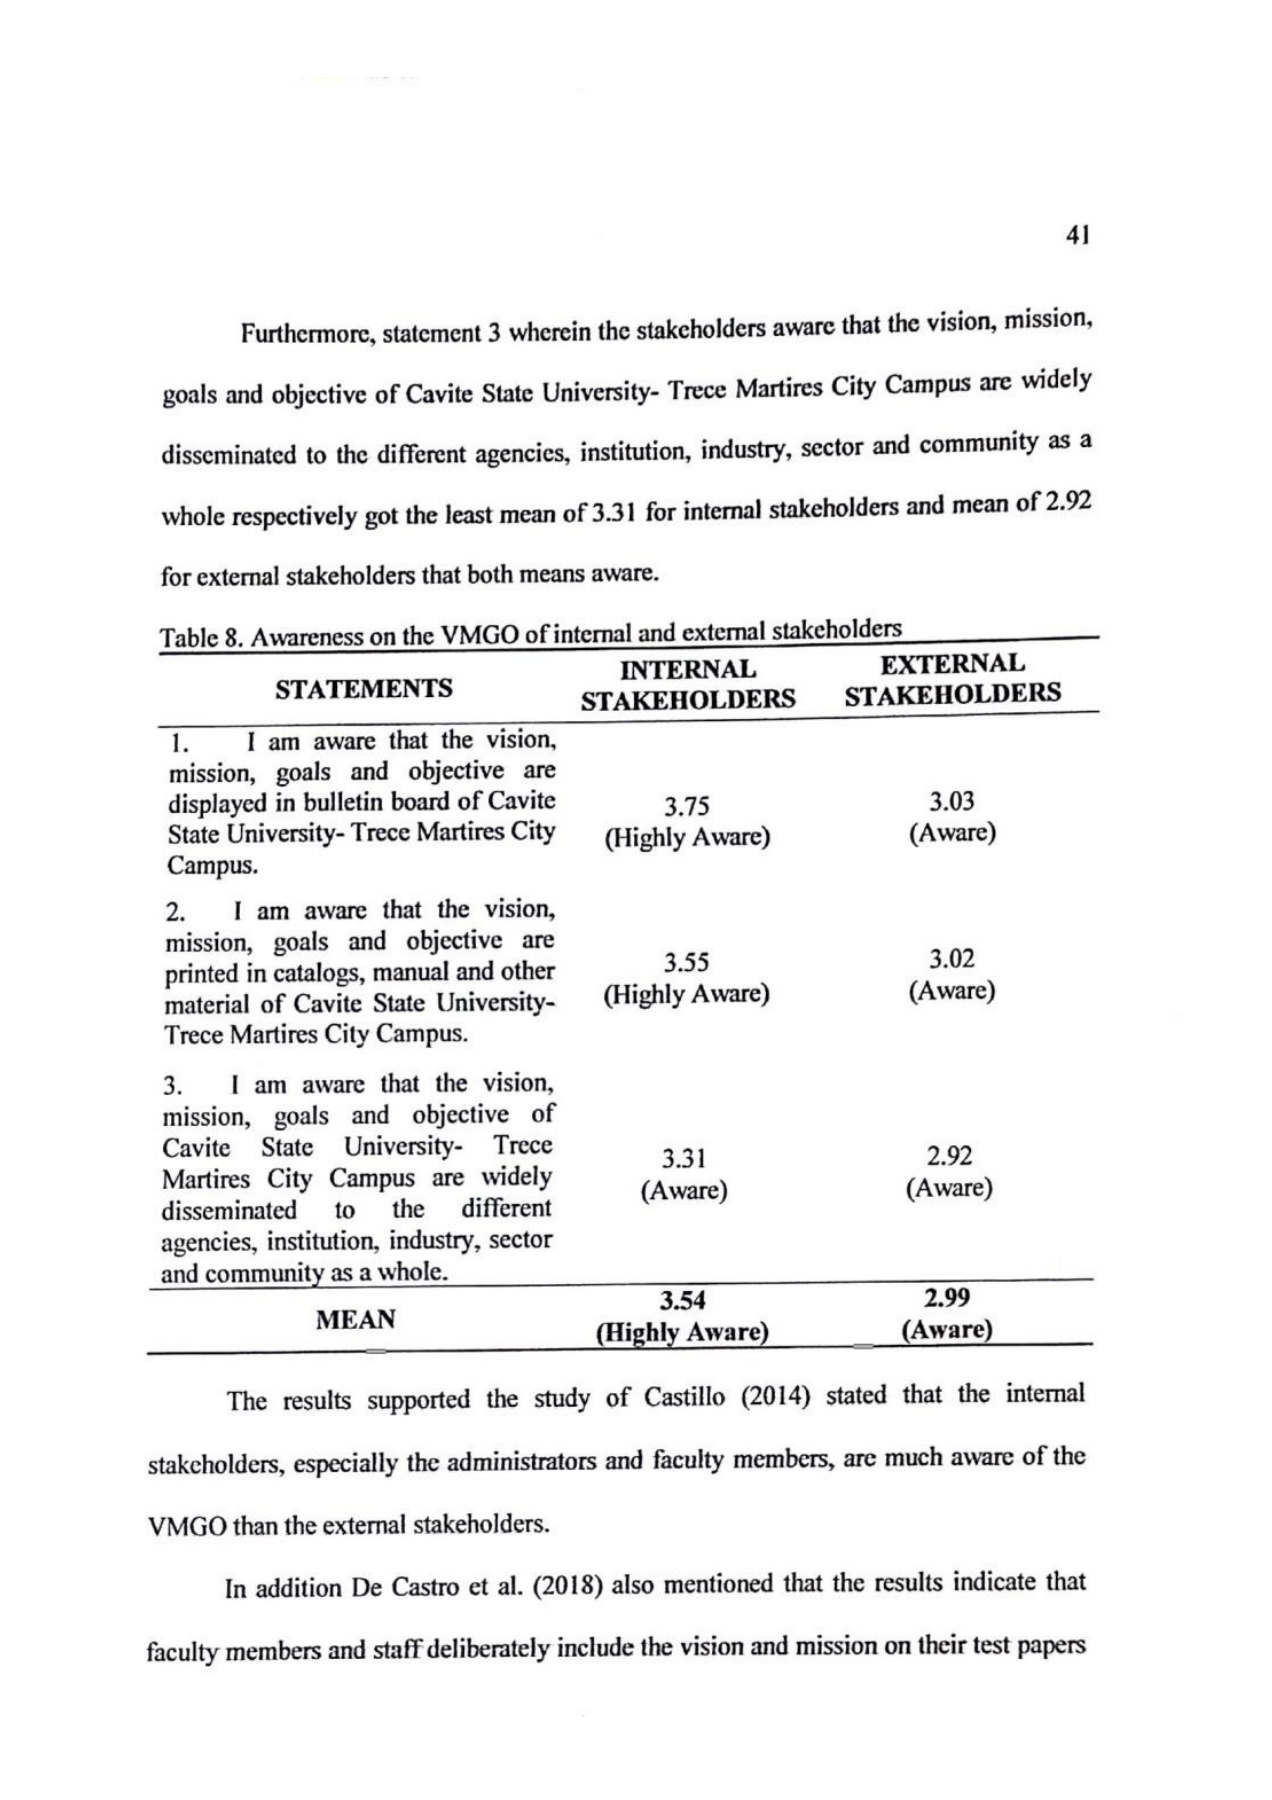 41
Furthermore, statement 3 wherein the stakeholders aware that the vision, mission,
goals and objective of Cavite State University- Trece Martires City Campus are widely
disseminated to the different agencies, institution, industry, sector and community as a
whole respectively got the least mean of 3.31 for internal stakeholders and mean of 2.92
for external stakeholders that both means aware.
Table 8. Awareness on the VMGO of internal and external stakeholders
STATEMENTS
INTERNAL
STAKEHOLDERS
EXTERNAL
STAKEHOLDERS
1. I am aware that the vision,
mission, goals and objective are
displayed in bulletin board of Cavite
State University- Trece Martires City
Campus.
3.75
(Highly Aware)
3.03
(Aware)
2. I am aware that the vision,
mission, goals and objective are
printed in catalogs, manual and other
material of Cavite State University-
Trece Martires City Campus.
3.55
(Highly Aware)
3.02
(Aware)
3. I am aware that the vision,
mission, goals and objective of
Cavite State University- Trece
Martires City Campus are widely
disseminated to the different
agencies, institution, industry, sector
and community as a whole.
3.31
(Aware)
2.92
(Aware)
MEAN
3.54
(Highly Aware)
2.99
(Aware)
The results supported the study of Castillo (2014) stated that the internal
stakeholders, especially the administrators and faculty members, are much aware of the
VMGO than the external stakeholders.
In addition De Castro et al. (2018) also mentioned that the results indicate that
faculty members and staff deliberately include the vision and mission on their test papers